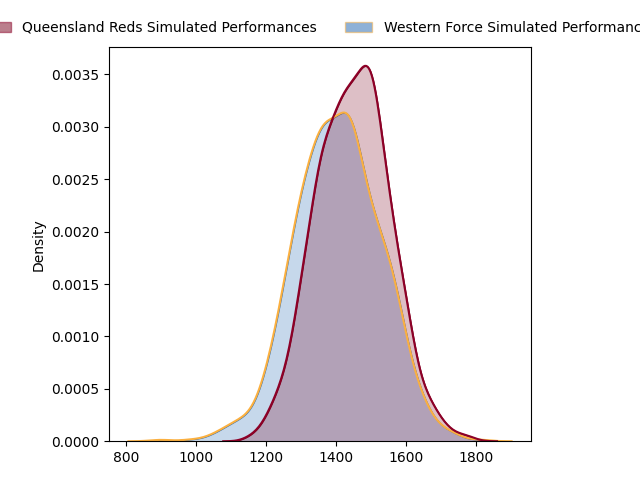 Queensland Reds Simulated Performances
Western Force Simulated Performanc
0.0035
0.0030
0.0025
0.0020
0.0015
0.0010
0.0005
0.0000
Density
800 1000 1200 1400 1600 1800